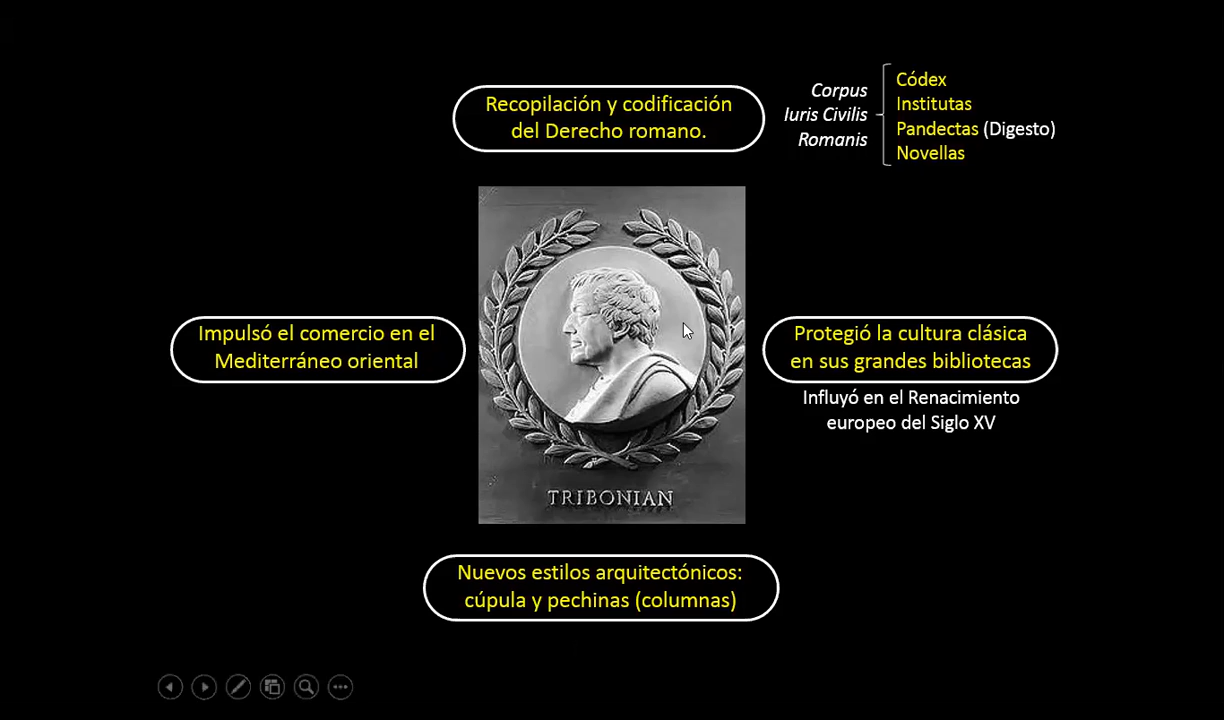 Recopilación y codificación
del Derecho romano.
Corpus
Iuris Civilis
Romanis
Códex
Institutas
Pandectas (Digesto)
Novellas
Impulsó el comercio en el
Mediterráneo oriental
Protegió la cultura clásica
en sus grandes bibliotecas
Influyó en el Renacimiento
europeo del Siglo XV
TRIBONIAN
Nuevos estilos arquitectónicos:
cúpula y pechinas (columnas)